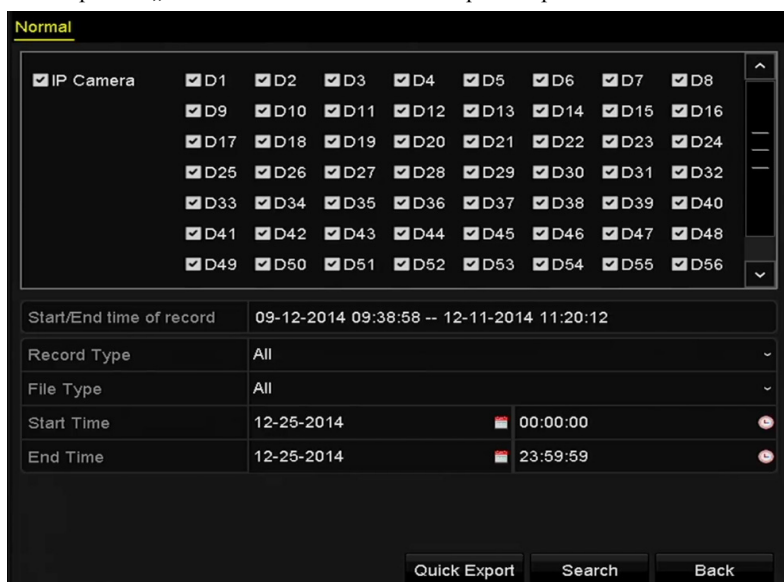 Normal
IP Camera D1 D2 D3 D4 D5 D6 D7 D8
D9 D10 D11 D12 D13 D14 D15 D16
D17 D18 D19 D20 D21 D22 D23 D24
D25 D26 D27 D28 D29 D30 D31 D32
D33 D34 D35 D36 D37 D38 D39 D40
D41 D42 D43 D44 D45 D46 D47 D48
D49 D50 D51 D52 D53 D54 D55 D56
Start/End time of record 09-12-2014 09:38:58 -- 12-11-2014 11:20:12
Record Type All
File Type All
Start Time 12-25-2014 00:00:00
End Time 12-25-2014 23:59:59
Quick Export Search Back